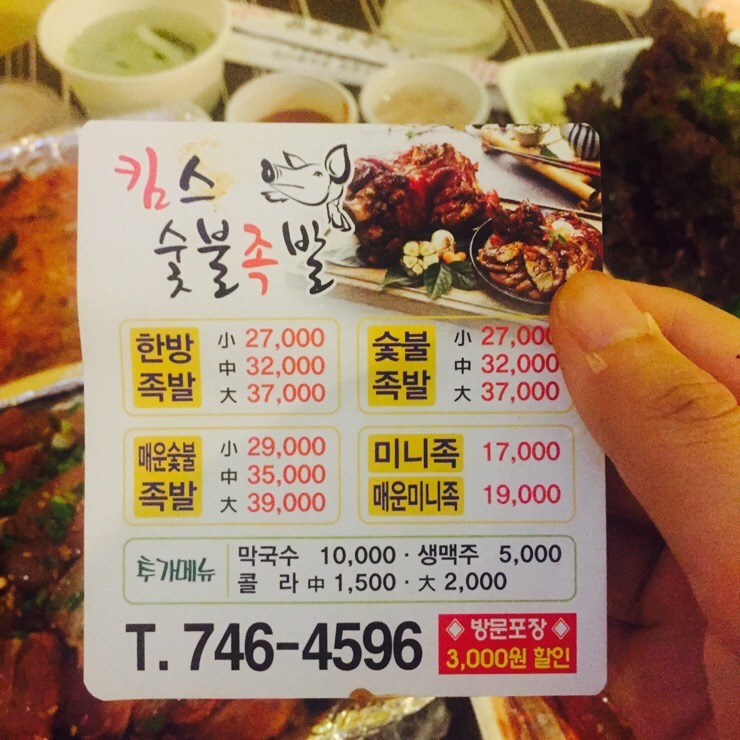 킴스
숯불족발
한방
족발
小 27,000
中 32,000
大 37,000
숯불
족발
小 27,00
中 32,000
大 37,000
매운숯불
족발
小 29,000
中 35,000
大 39,000
미니족 17,000
매운미니족 19,000
추가메뉴
막국수 10,000 · 생맥주 5,000
콜 라 中 1,500 · 大 2,000
T. 746-4596
◈ 방문포장 ◈
3,000원 할인